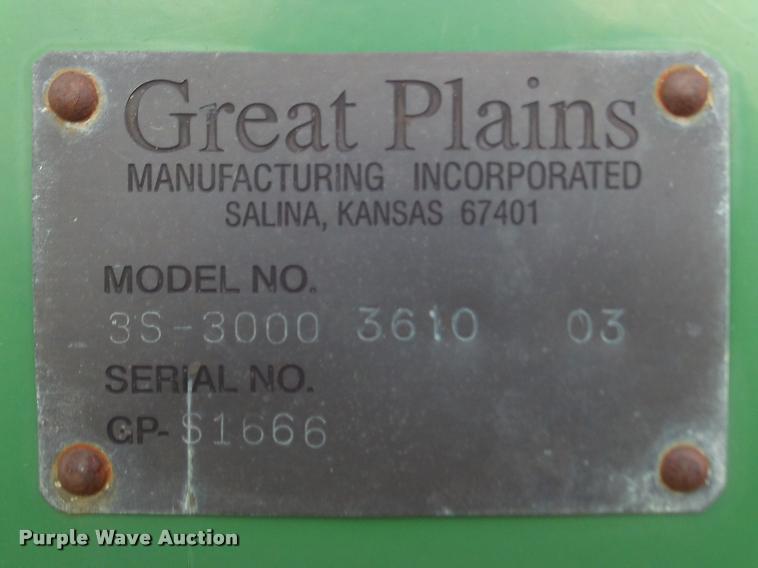 Great Plains
MANUFACTURING INCORPORATED
SALINA, KANSAS 67401
MODEL NO.
3S-3000 3610 03
SERIAL NO.
GP-S1666
Purple Wave Auction